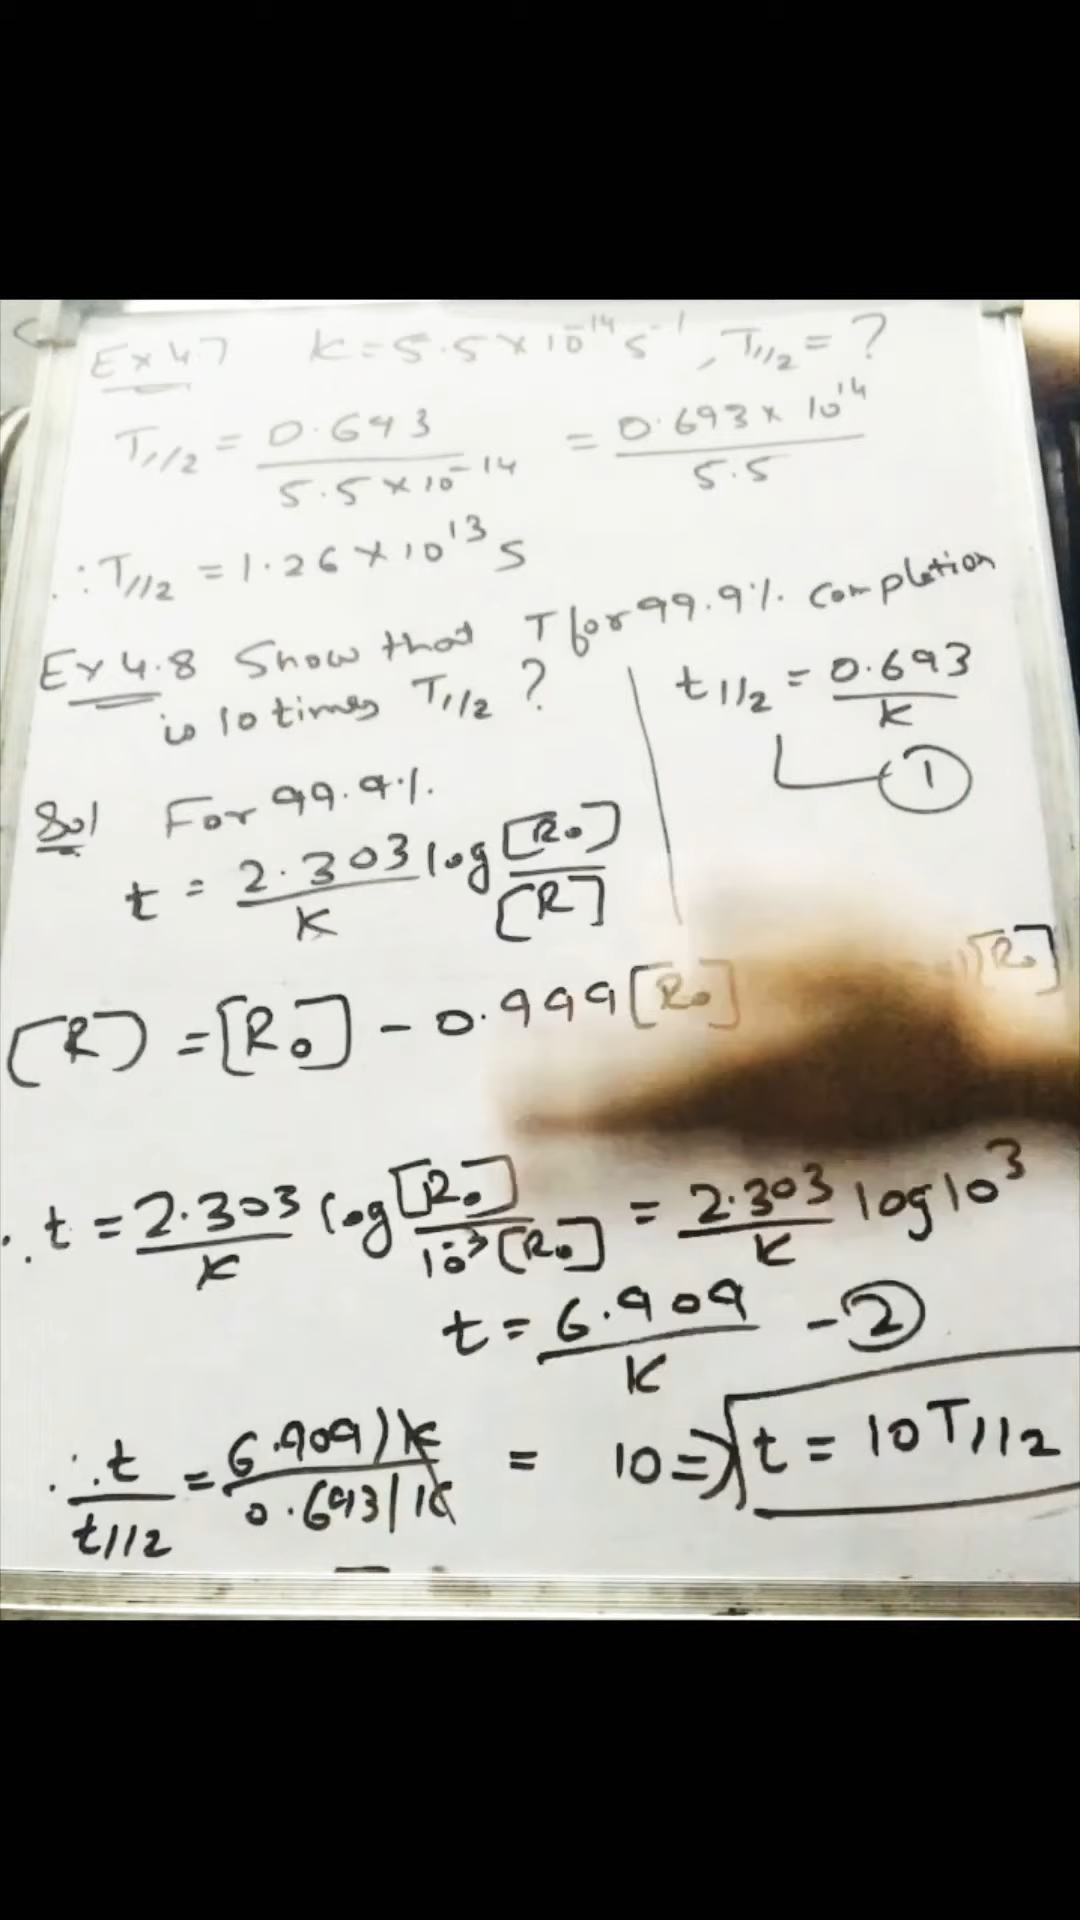 Ex 4.7 K = 5.5 × 10⁻¹⁴ s⁻¹, T1/2 = ?
T1/2 = 0.693 / 5.5 × 10⁻¹⁴ = 0.693 × 10¹⁴ / 5.5
∴ T1/2 = 1.26 × 10¹³ s
Ex 4.8 Show that T for 99.9%. completion
is 10 times T1/2 ?
t1/2 = 0.693 / K
①
Sol For 99.9%.
t = 2.303 / K log [R₀] / [R]
[R] = [R₀] - 0.999 [R₀]
[R₀]
∴ t = 2.303 / K log [R₀] / 10⁻³ [R₀] = 2.303 / K log 10³
t = 6.909 / K - ②
∴ t / t1/2 = 6.909/K / 0.693/K = 10 ⇒ t = 10 T1/2